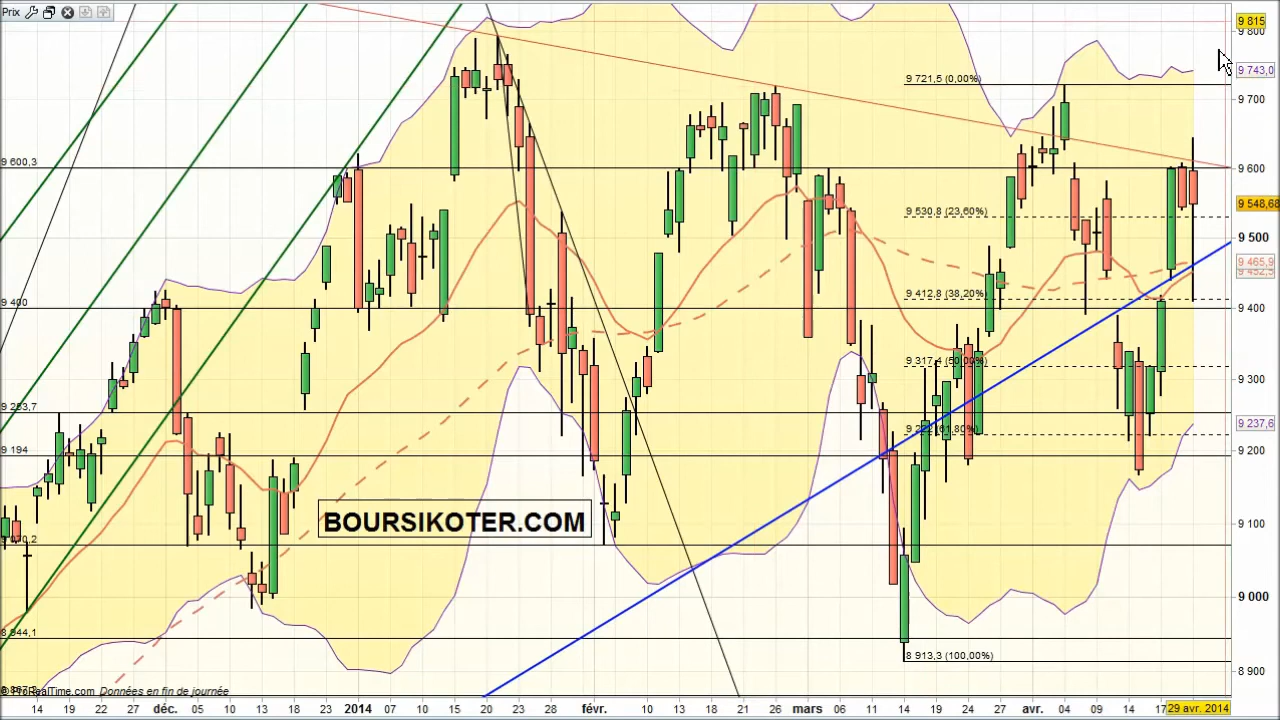 Prix
9 815
9 800
9 743,0
9 721,5 (0,00%)
9 700
9 600,3
9 600
9 548,68
9 530,8 (23,60%)
9 500
9 465,9
9 452,5
9 412,8 (38,20%)
9 400
9 400
9 317,4 (50,00%)
9 300
9 253,7
9 237,6
(61,80%)
9 194
9 200
BOURSIKOTER.COM
9 100
9 000
8 944,1
8 913,3 (100,00%)
8 900
© ProRealTime.com Données en fin de journée
14 19 22 27 déc. 05 10 13 18 23 2014 07 10 15 20 23 28 févr. 10 13 18 21 26 mars 06 11 14 19 24 27 avr. 04 09 14 17 29 avr. 2014